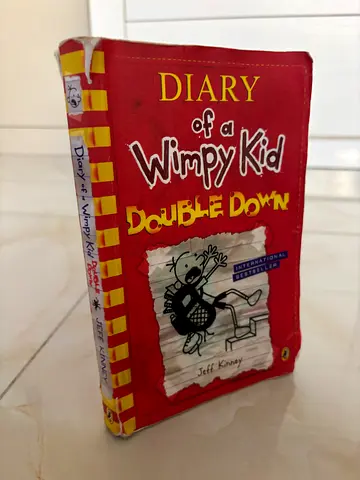 DIARY
of a
Wimpy Kid
DOUBLE DOWN
INTERNATIONAL
BESTSELLER
Jeff Kinney
Diary of a Wimpy Kid DOUBLE DOWN JEFF KINNEY